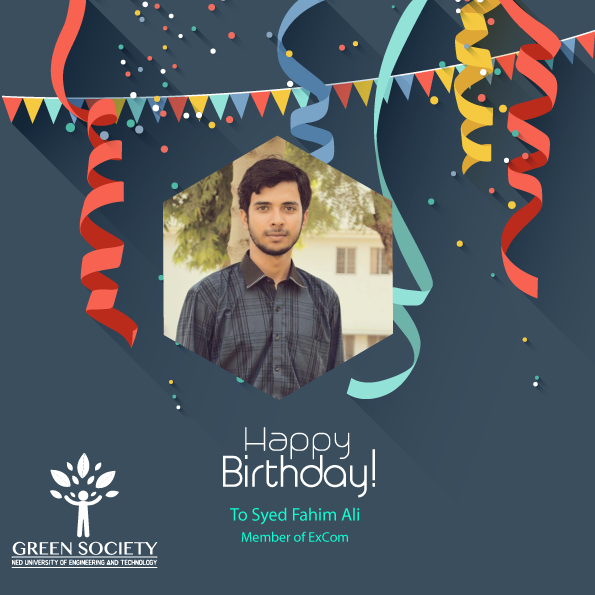 Happy
Birthday!
To Syed Fahim Ali
Member of ExCom
GREEN SOCIETY
NED UNIVERSITY OF ENGINEERING AND TECHNOLOGY